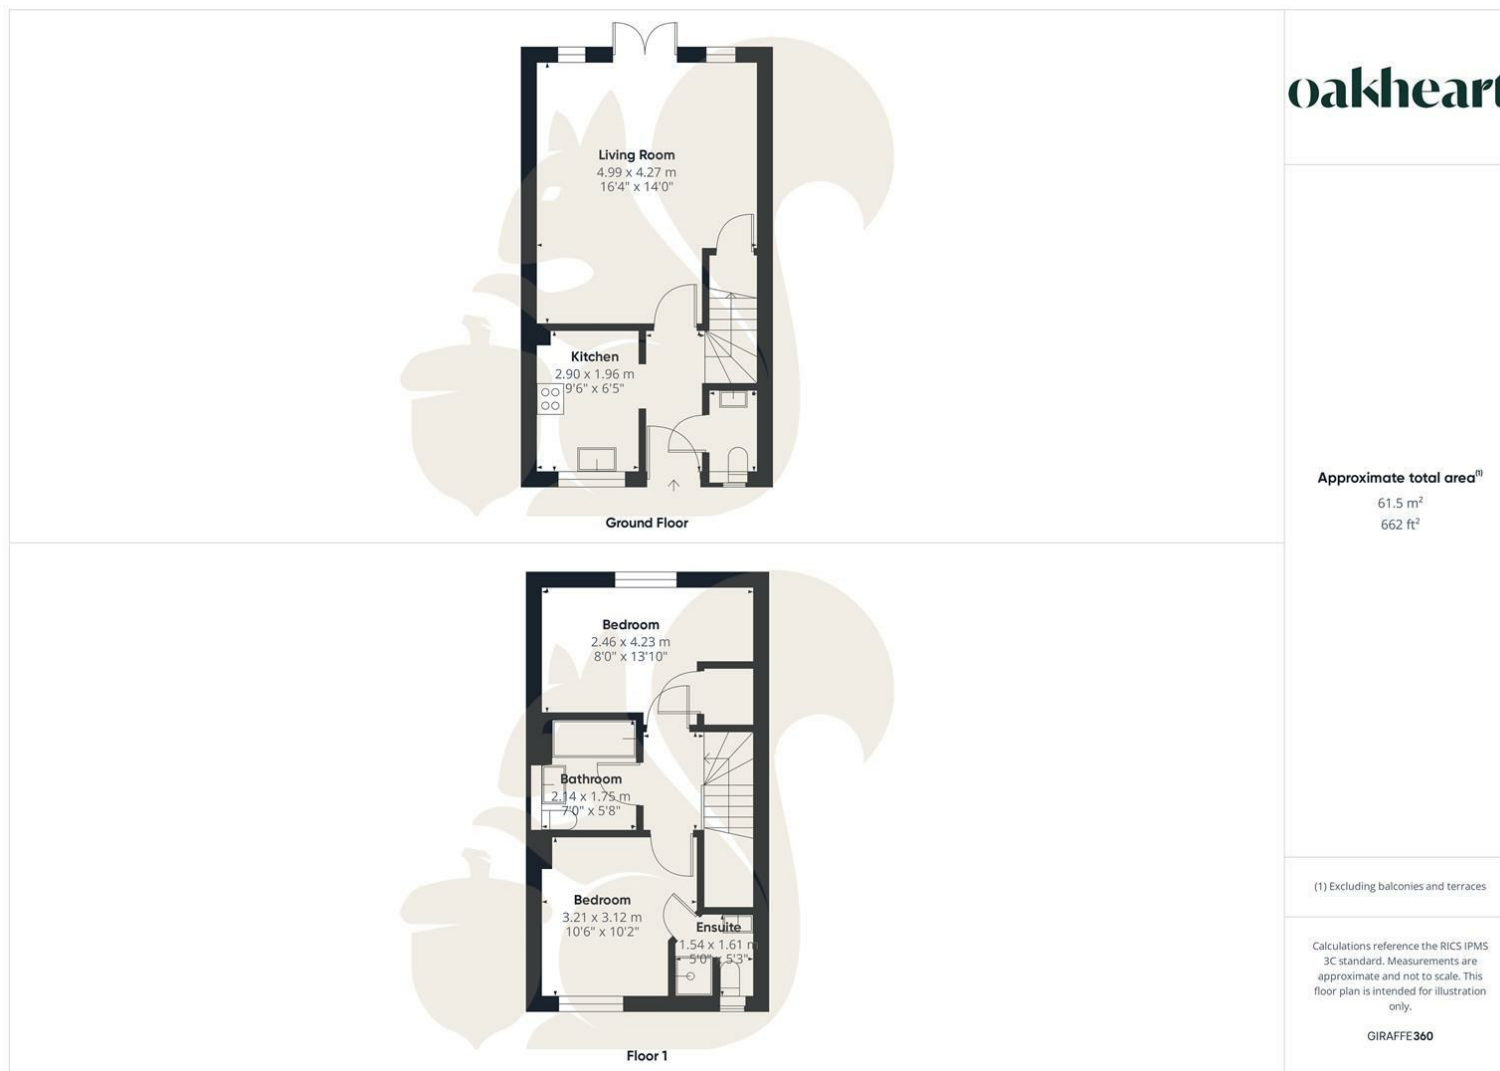 oakheart
Living Room
4.99 x 4.27 m
16'4" x 14'0"
Kitchen
2.90 x 1.96 m
9'6" x 6'5"
Ground Floor
Approximate total area(1)
61.5 m²
662 ft²
Bedroom
2.46 x 4.23 m
8'0" x 13'10"
Bathroom
2.14 x 1.75 m
7'0" x 5'8"
Bedroom
3.21 x 3.12 m
10'6" x 10'2"
Ensuite
1.54 x 1.61 m
5'0" x 5'3"
Floor 1
(1) Excluding balconies and terraces
Calculations reference the RICS IPMS
3C standard. Measurements are
approximate and not to scale. This
floor plan is intended for illustration
only.
GIRAFFE360